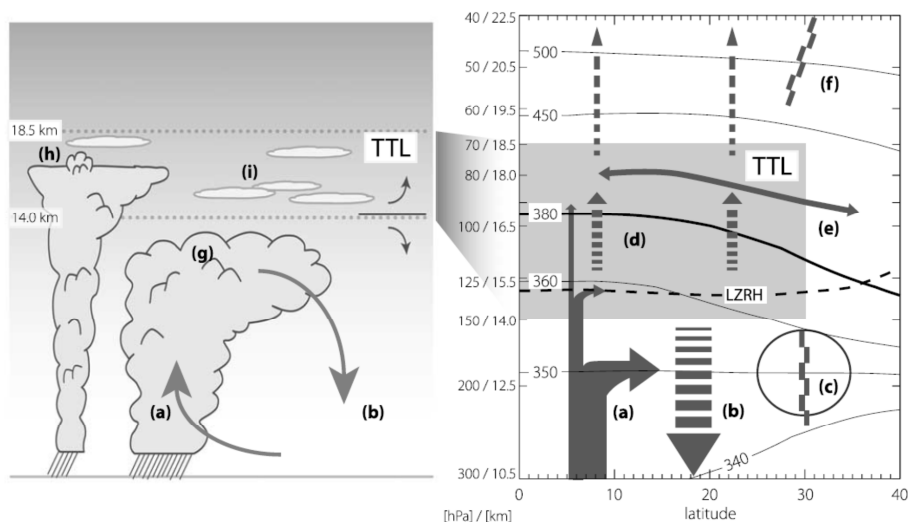 18.5 km
(h)
(i)
TTL
14.0 km
(g)
(a)
(b)
40 / 22.5
50 / 20.5
60 / 19.5
70 / 18.5
80 / 18.0
100 / 16.5
125 / 15.5
150 / 14.0
200 / 12.5
300 / 10.5
500
450
380
360
350
340
(f)
TTL
(e)
(d)
LZRH
(c)
(a)
(b)
0
10
20
30
40
[hPa] / [km]
latitude